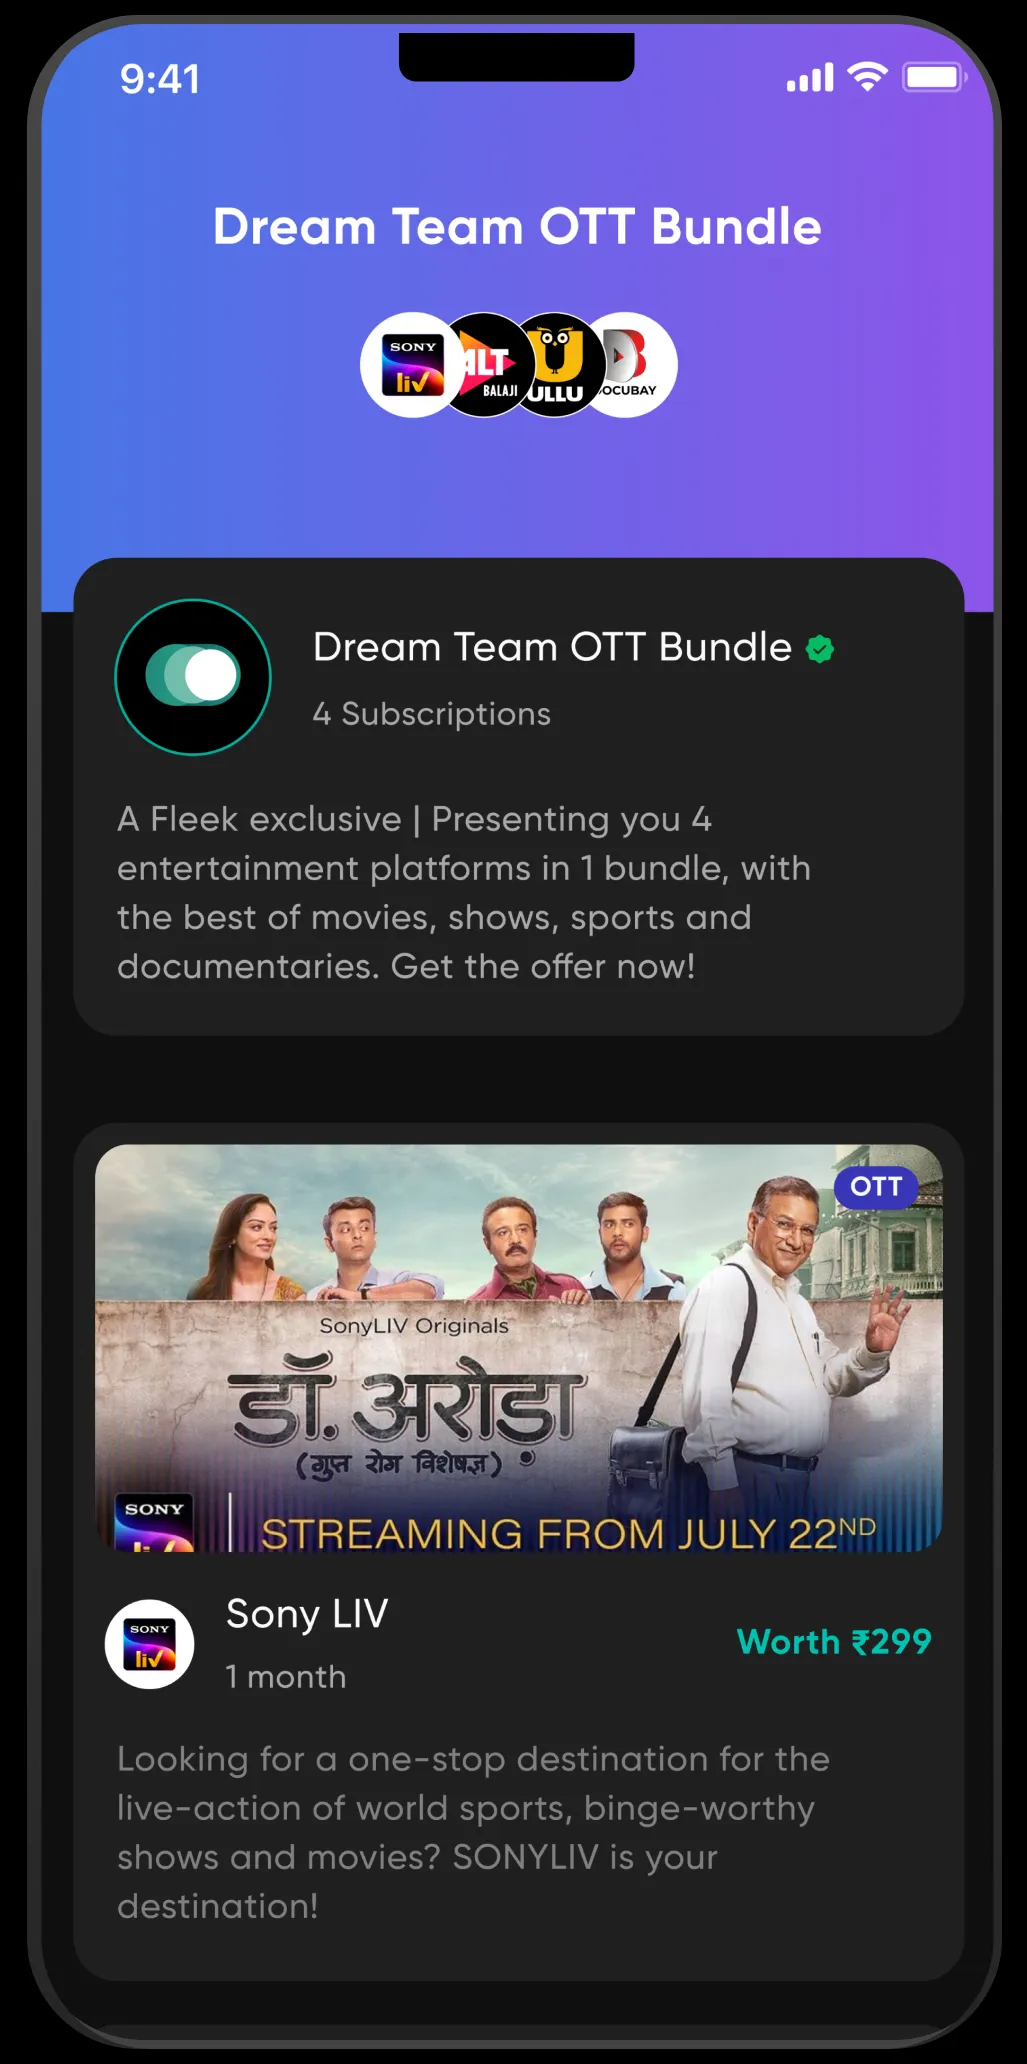 9:41
Dream Team OTT Bundle
SONY
liv
ALT
BALAJI
U
ULLU
B
OCUBAY
Dream Team OTT Bundle
4 Subscriptions
A Fleek exclusive | Presenting you 4
entertainment platforms in 1 bundle, with
the best of movies, shows, sports and
documentaries. Get the offer now!
OTT
SonyLIV Originals
डॉ. अरोड़ा
(गुप्त रोग विशेषज्ञ)
SONY
liv
STREAMING FROM JULY 22ND
SONY
liv
Sony LIV
1 month
Worth ₹299
Looking for a one-stop destination for the
live-action of world sports, binge-worthy
shows and movies? SONYLIV is your
destination!